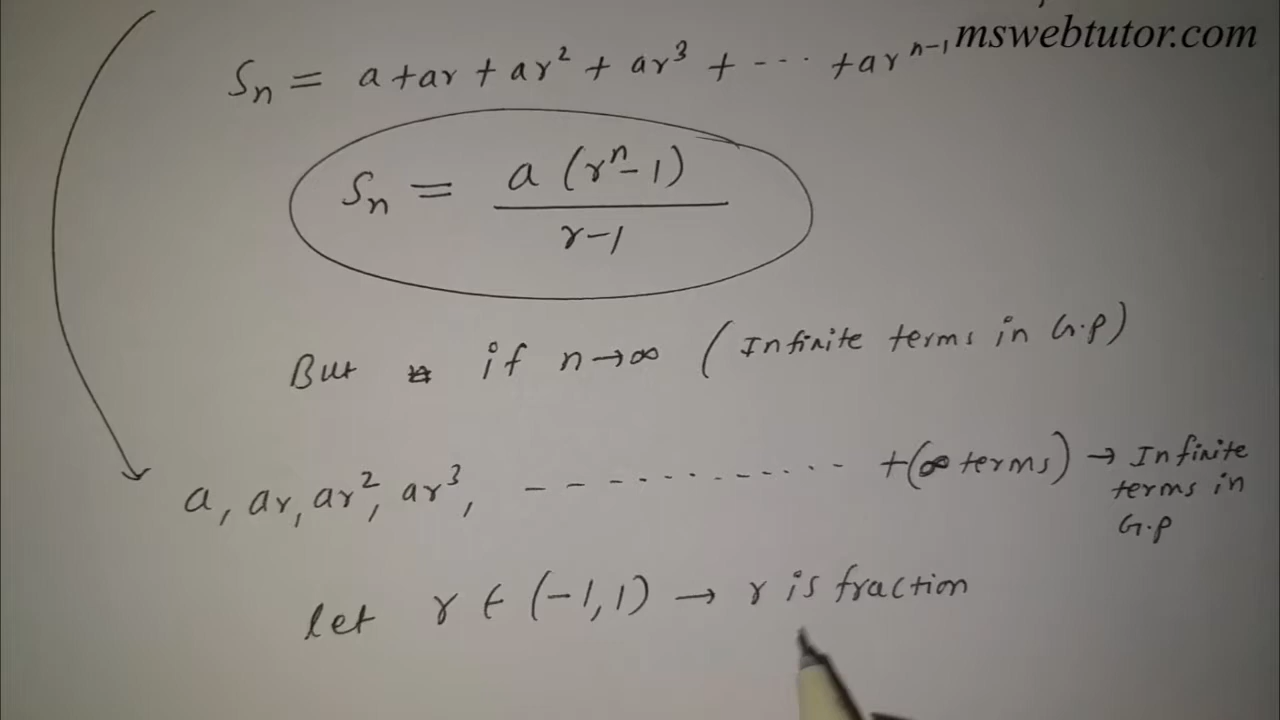 mswebtutor.com
Sₙ = a + ar + ar² + ar³ + --... + arⁿ⁻¹
Sₙ = a (rⁿ-1)
r-1
But if n→∞ (Infinite terms in G.P)
a, ar, ar², ar³, - - - - ......... +(∞ terms) → Infinite
terms in
G.P
let r ∈ (-1,1) → r is fraction